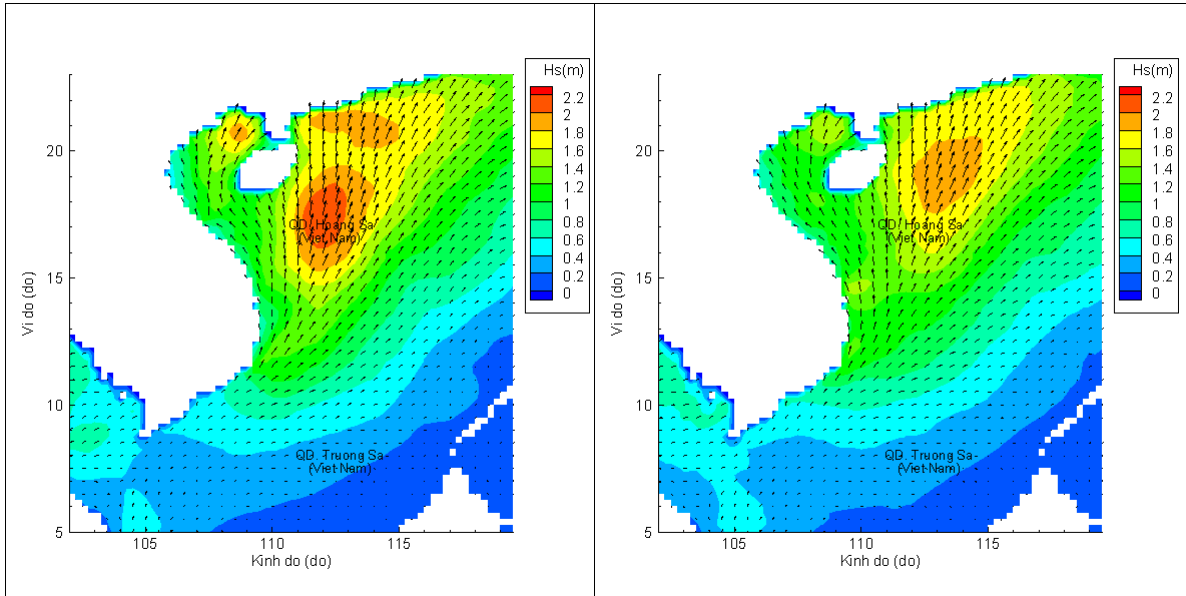 Hs(m)
2.2
2
1.8
1.6
1.4
1.2
1
0.8
0.6
0.4
0.2
0
20
15
10
5
105
110
115
Vi do (do)
Kinh do (do)
QD. Hoang Sa
(Viet Nam)
QD. Truong Sa
(Viet Nam)
Hs(m)
2.2
2
1.8
1.6
1.4
1.2
1
0.8
0.6
0.4
0.2
0
20
15
10
5
105
110
115
Vi do (do)
Kinh do (do)
QD. Hoang Sa
(Viet Nam)
QD. Truong Sa
(Viet Nam)